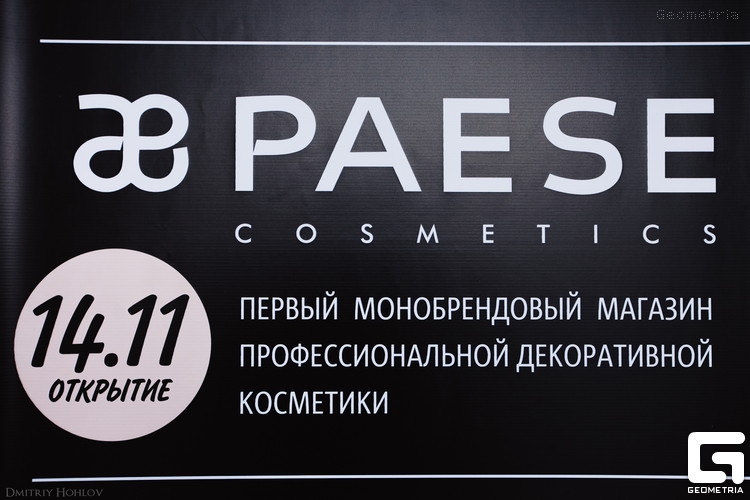 Geometria
PAESE
COSMETICS
14.11
ОТКРЫТИЕ
ПЕРВЫЙ МОНОБРЕНДОВЫЙ МАГАЗИН
ПРОФЕССИОНАЛЬНОЙ ДЕКОРАТИВНОЙ
КОСМЕТИКИ
GEOMETRIA
DMITRIY HOHLOV